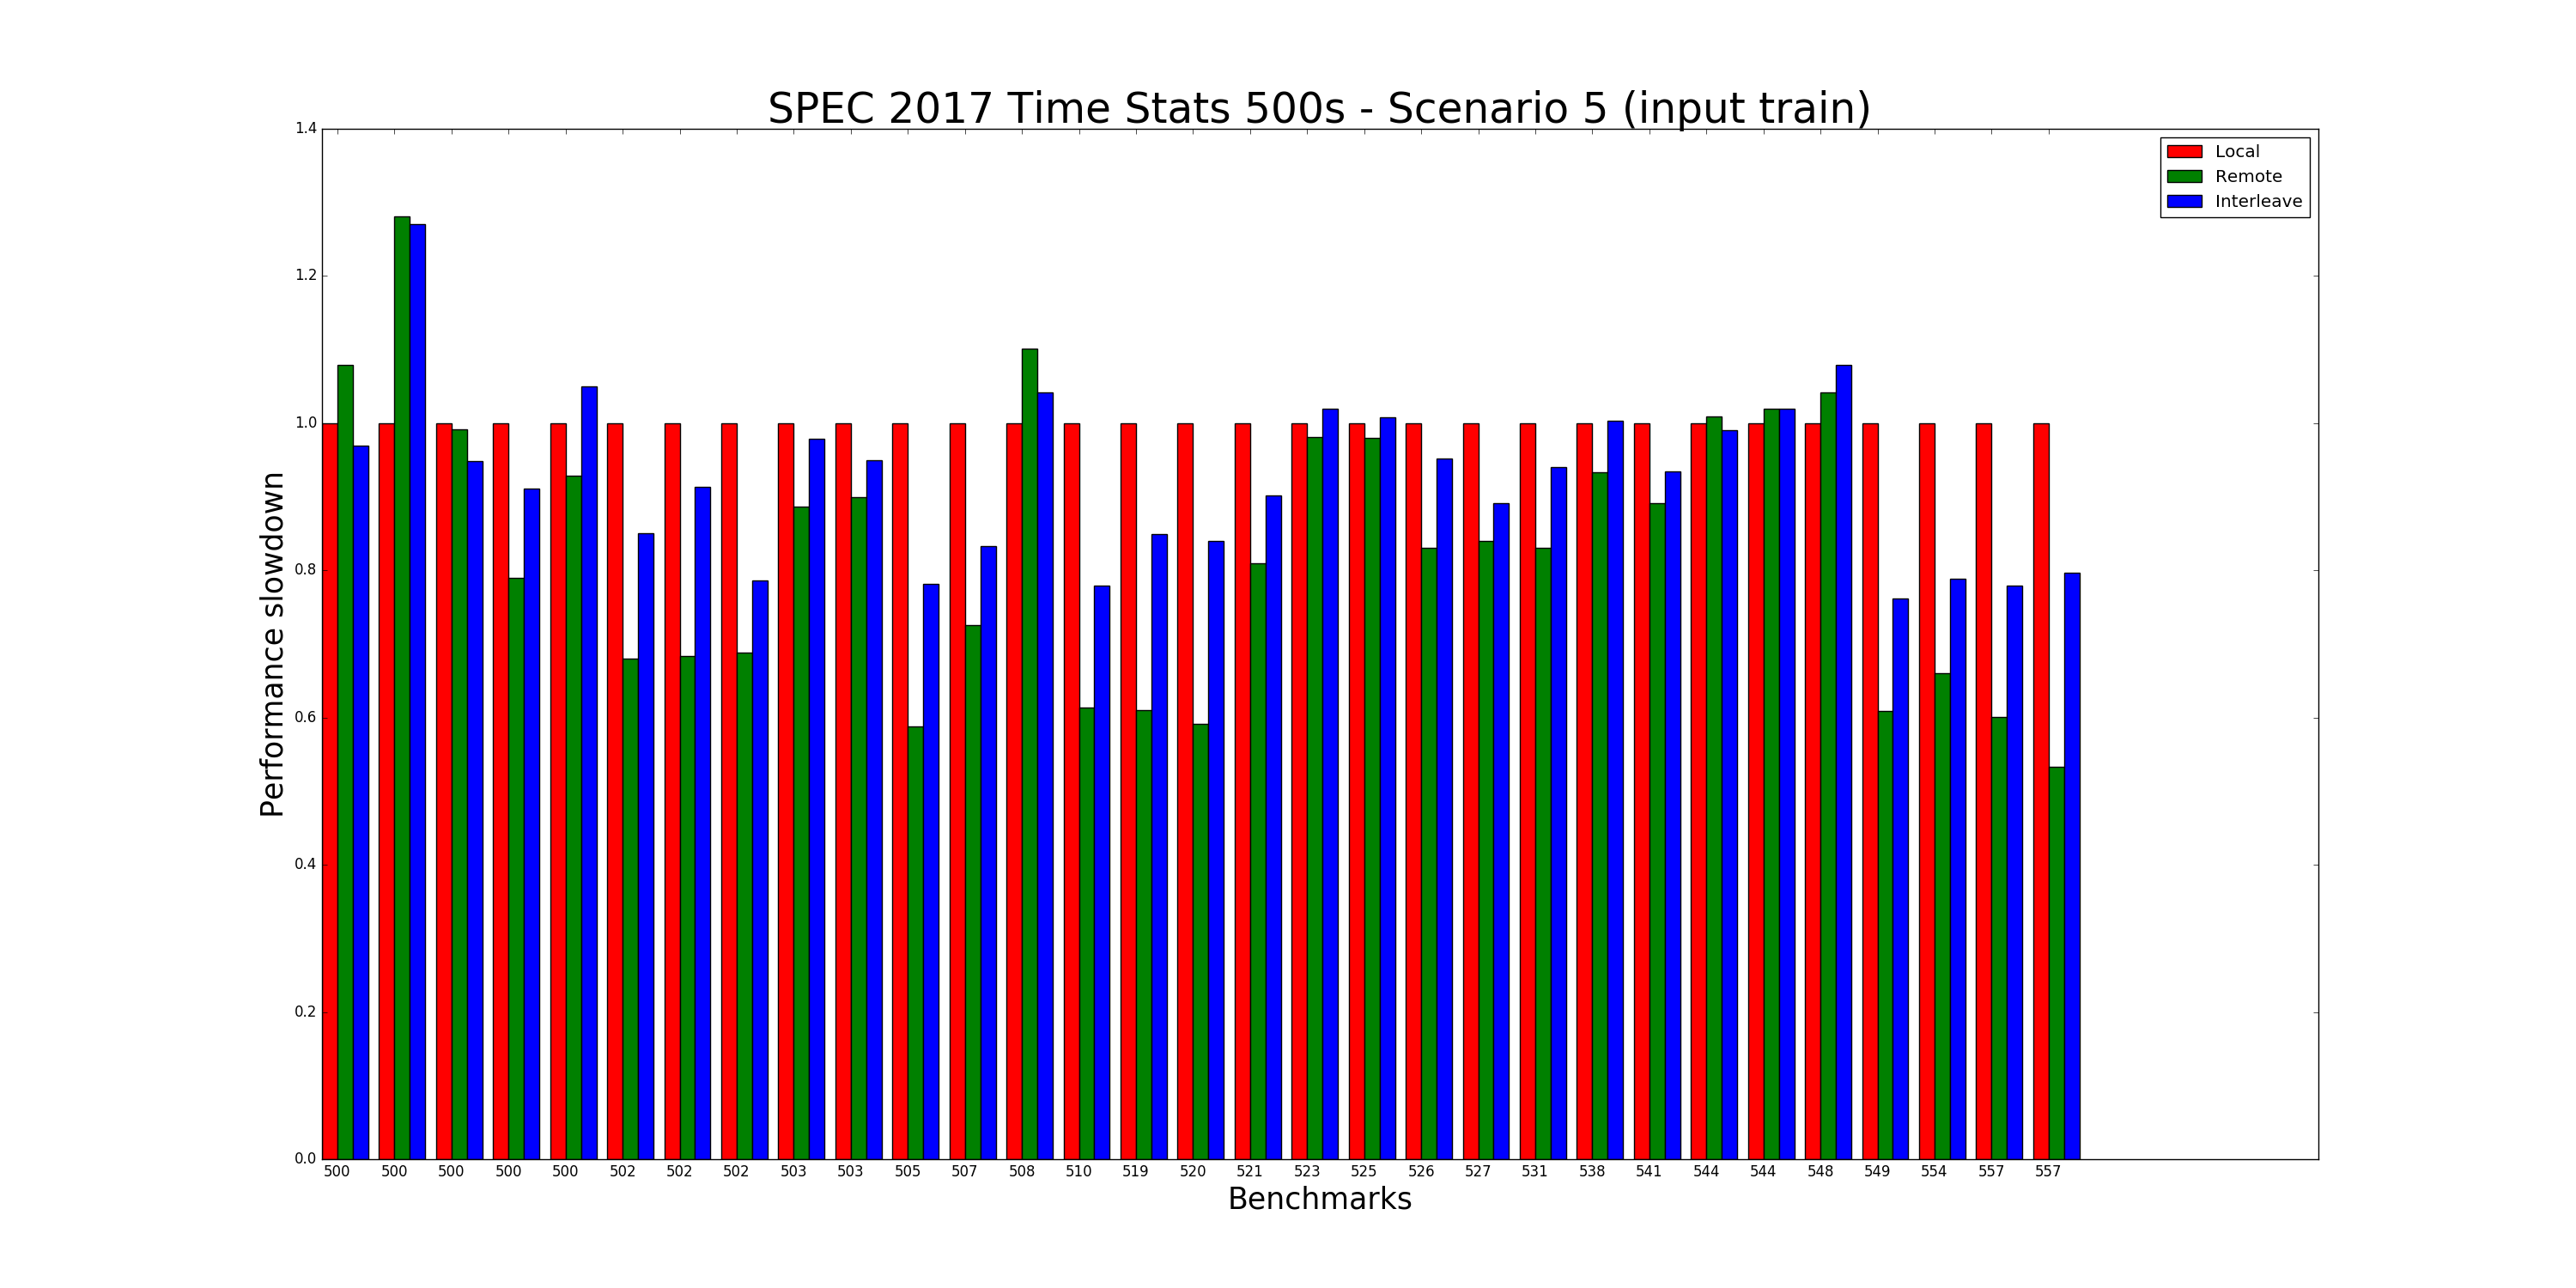 SPEC 2017 Time Stats 500s - Scenario 5 (input train)
Local
Remote
Interleave
Performance slowdown
1.4
1.2
1.0
0.8
0.6
0.4
0.2
0.0
500 500 500 500 500 502 502 502 503 503 505 507 508 510 519 520 521 523 525 526 527 531 538 541 544 544 548 549 554 557 557
Benchmarks